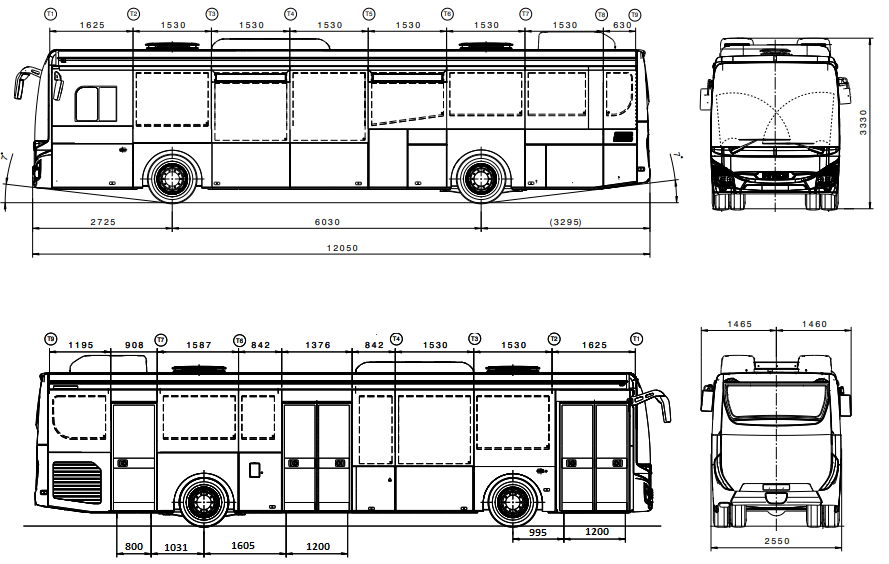 T1 T2 T3 T4 T5 T6 T7 T8 T9
1625 1530 1530 1530 1530 1530 1530 630
7° 7°
3330
2725 6030 (3295)
12050
T9 T7 T6 T4 T3 T2 T1
1195 908 1587 842 1376 842 1530 1530 1625
1465 1460
995 1200
800 1031 1605 1200
2550